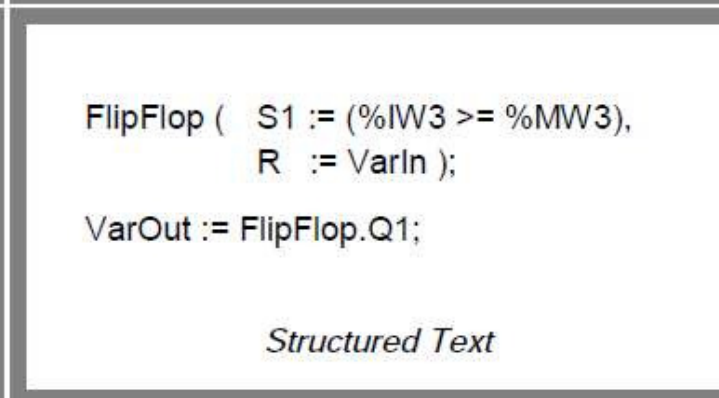 FlipFlop ( S1 := (%IW3 >= %MW3),
R := VarIn );
VarOut := FlipFlop.Q1;
Structured Text